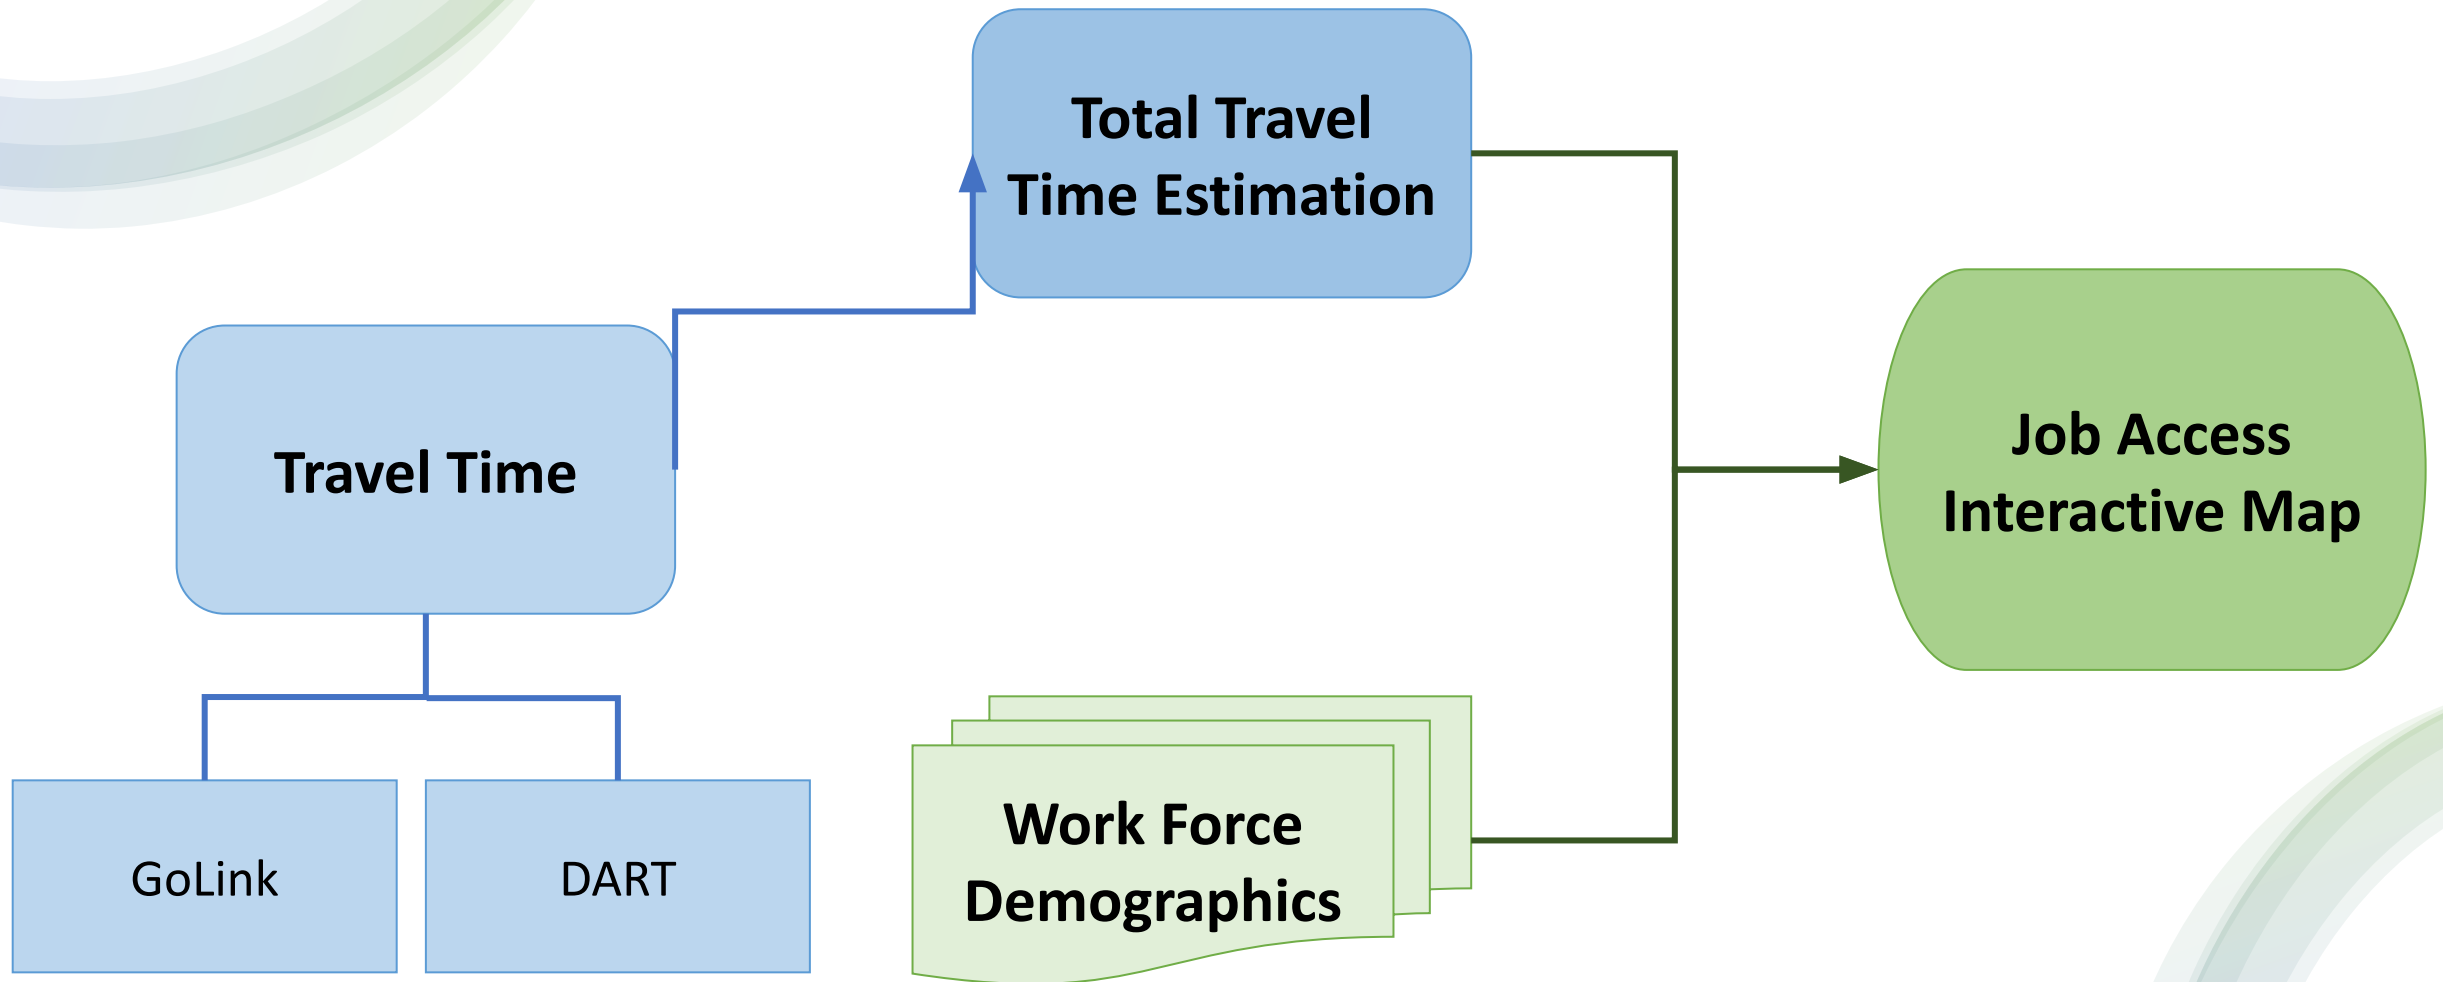 Total Travel
Time Estimation
Travel Time
Job Access
Interactive Map
GoLink
DART
Work Force
Demographics